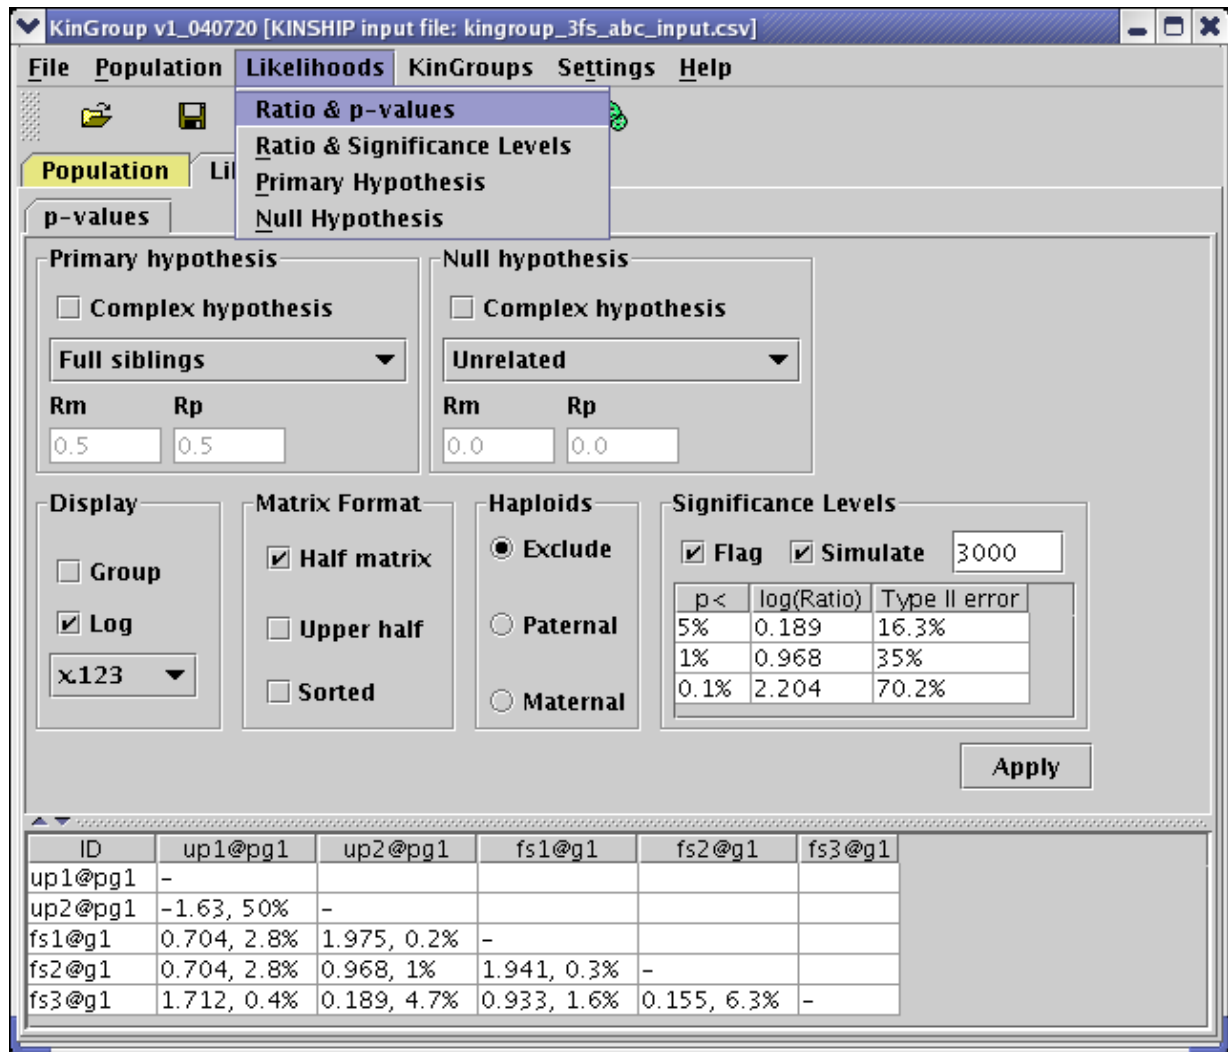 KinGroup v1_040720 [KINSHIP input file: kingroup_3fs_abc_input.csv]
File Population Likelihoods KinGroups Settings Help
Ratio & p-values
Ratio & Significance Levels
Population Li
Primary Hypothesis
p-values
Null Hypothesis
Primary hypothesis Null hypothesis
Complex hypothesis Complex hypothesis
Full siblings Unrelated
Rm Rp Rm Rp
0.5 0.5 0.0 0.0
Display Matrix Format Haploids Significance Levels
Half matrix Exclude Flag Simulate 3000
Group
p< log(Ratio) Type II error
Log Upper half Paternal 5% 0.189 16.3%
1% 0.968 35%
x.123 Sorted Maternal 0.1% 2.204 70.2%
Apply
ID up1@pg1 up2@pg1 fs1@g1 fs2@g1 fs3@g1
up1@pg1 -
up2@pg1 -1.63, 50% -
fs1@g1 0.704, 2.8% 1.975, 0.2% -
fs2@g1 0.704, 2.8% 0.968, 1% 1.941, 0.3% -
fs3@g1 1.712, 0.4% 0.189, 4.7% 0.933, 1.6% 0.155, 6.3% -